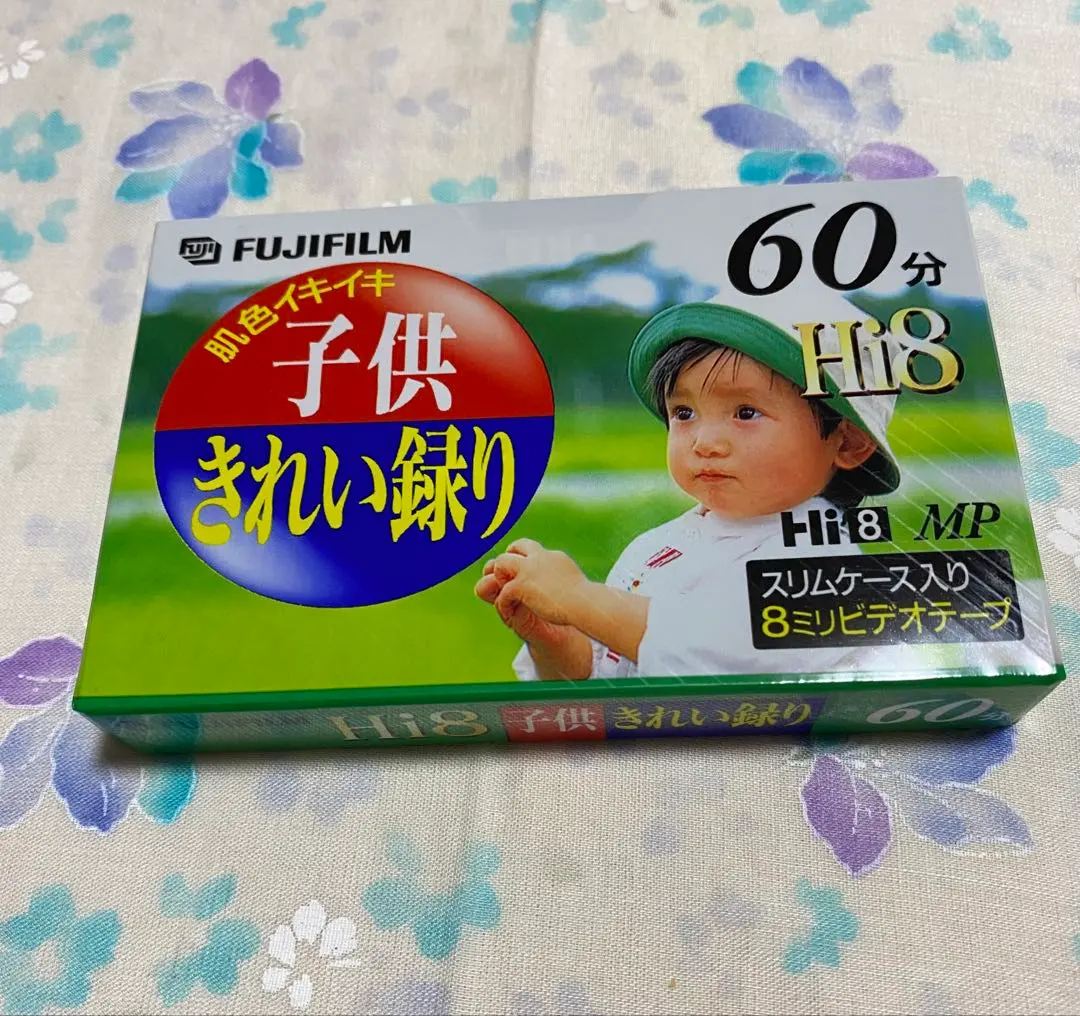 FUJI FUJIFILM
60分
肌色イキイキ
子供
きれい録り
Hi8
Hi8 MP
スリムケース入り
8ミリビデオテープ
FUJIFILM Hi8 子供 きれい録り 60分